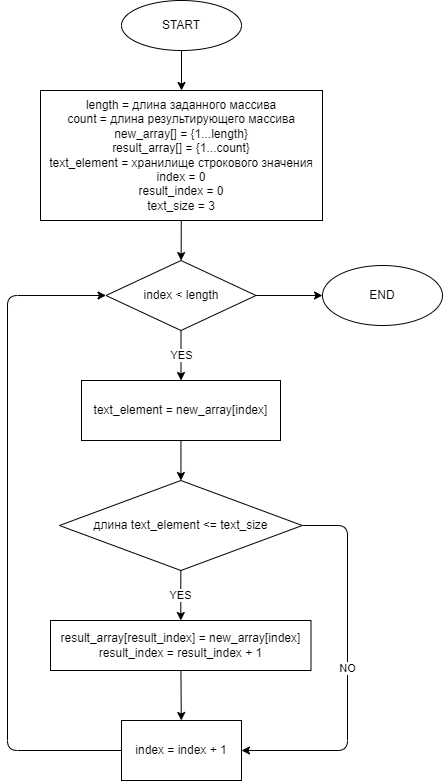 START
length = длина заданного массива
count = длина результирующего массива
new_array[] = {1...length}
result_array[] = {1...count}
text_element = хранилище строкового значения
index = 0
result_index = 0
text_size = 3
index < length
END
YES
text_element = new_array[index]
длина text_element <= text_size
YES
result_array[result_index] = new_array[index]
result_index = result_index + 1
NO
index = index + 1